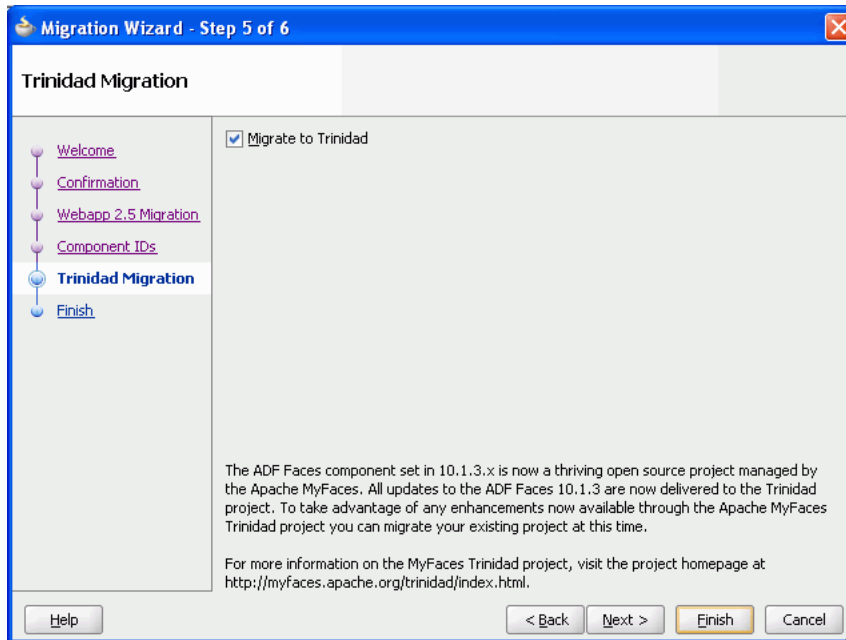 Migration Wizard - Step 5 of 6
Trinidad Migration
Welcome
Confirmation
Webapp 2.5 Migration
Component IDs
Trinidad Migration
Finish
Migrate to Trinidad
The ADF Faces component set in 10.1.3.x is now a thriving open source project managed by
the Apache MyFaces. All updates to the ADF Faces 10.1.3 are now delivered to the Trinidad
project. To take advantage of any enhancements now available through the Apache MyFaces
Trinidad project you can migrate your existing project at this time.
For more information on the MyFaces Trinidad project, visit the project homepage at
http://myfaces.apache.org/trinidad/index.html.
Help
< Back
Next >
Finish
Cancel